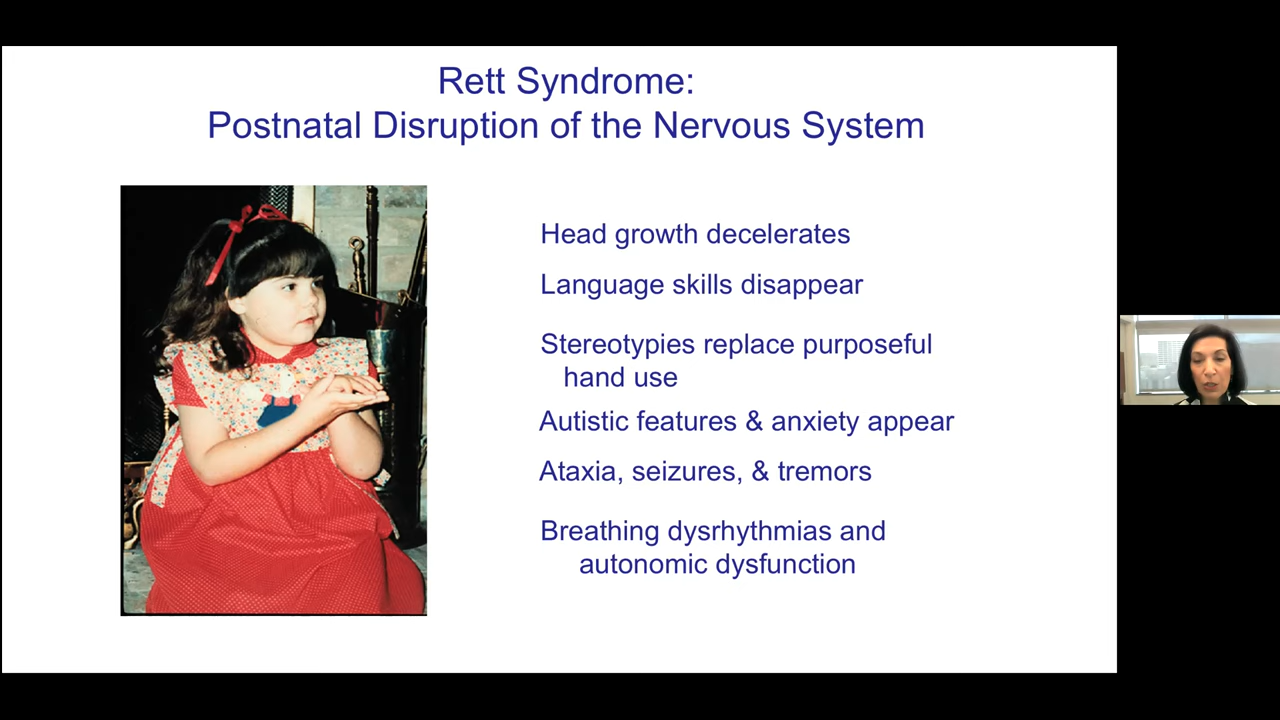 Rett Syndrome:
Postnatal Disruption of the Nervous System
Head growth decelerates
Language skills disappear
Stereotypies replace purposeful
hand use
Autistic features & anxiety appear
Ataxia, seizures, & tremors
Breathing dysrhythmias and
autonomic dysfunction